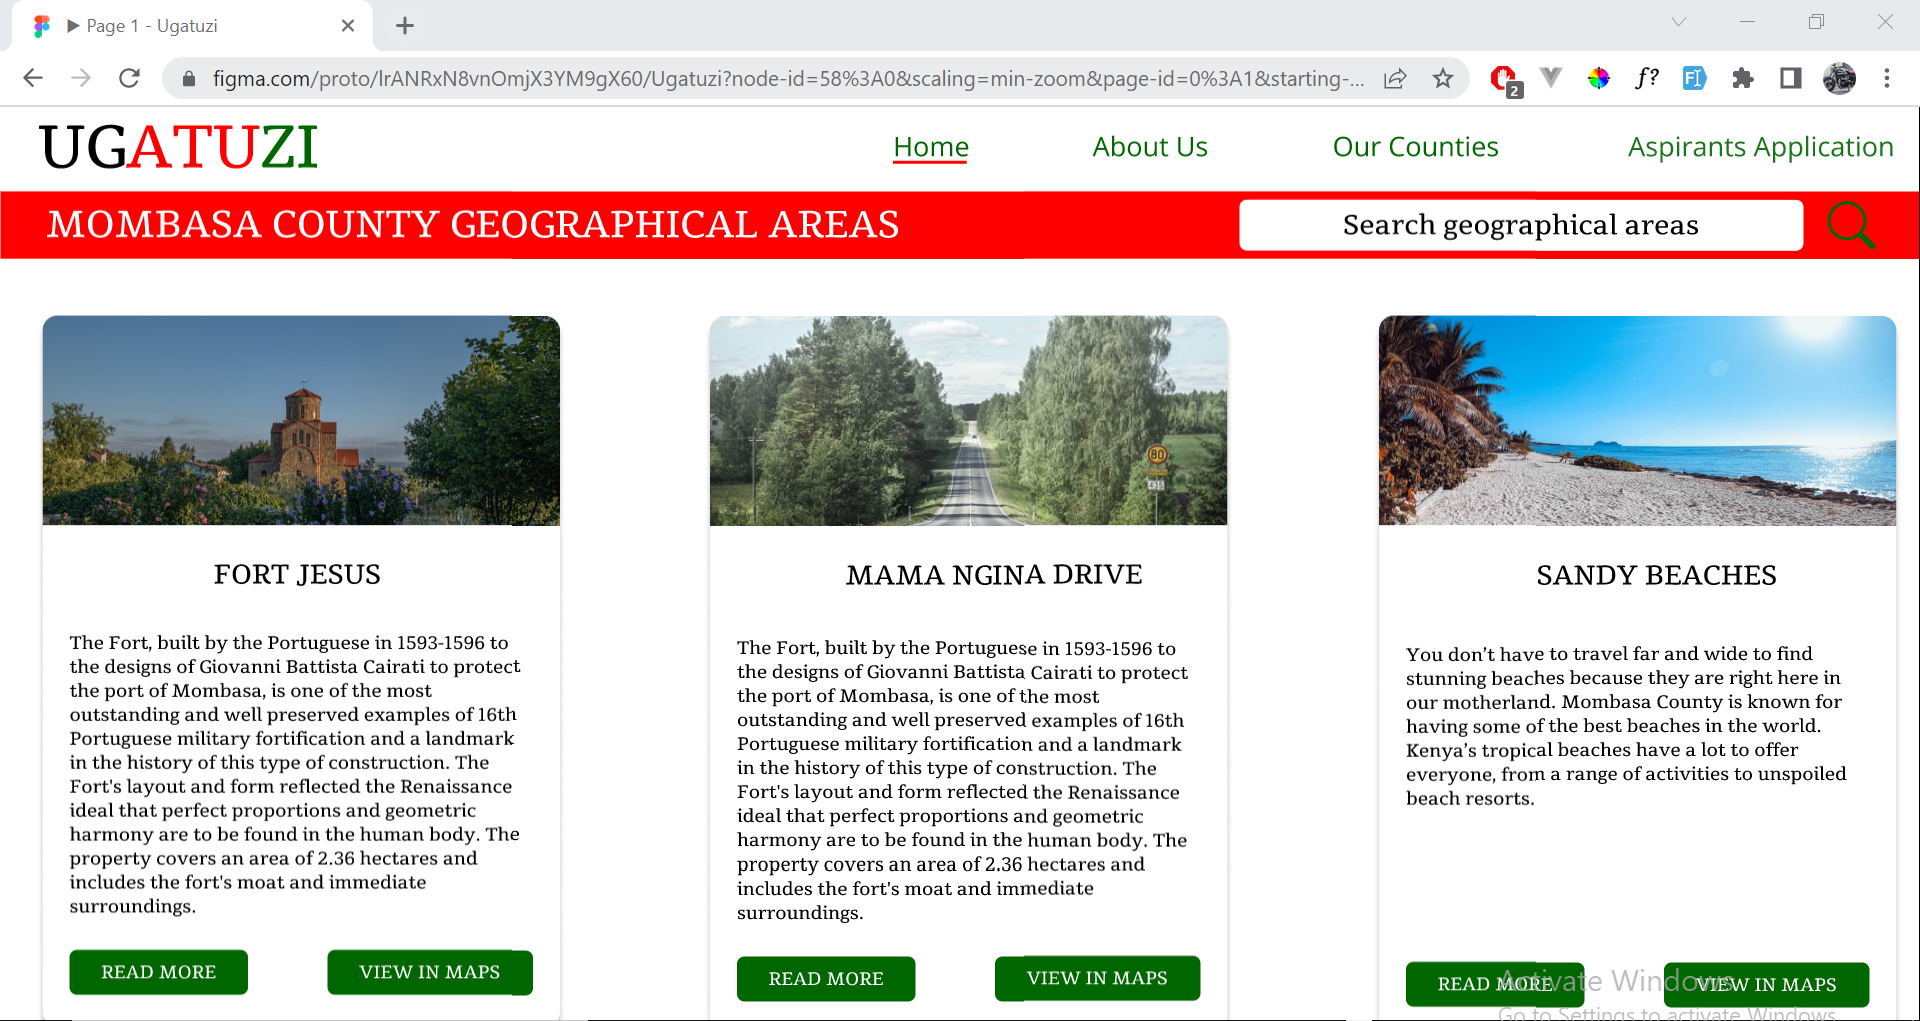 Page 1 - Ugatuzi
figma.com/proto/lrANRxN8vnOmjX3YM9gX60/Ugatuzi?node-id=58%3A0&scaling=min-zoom&page-id=0%3A1&starting-...
f?
FI
2
UGATUZI
Home
About Us
Our Counties
Aspirants Application
MOMBASA COUNTY GEOGRAPHICAL AREAS
Search geographical areas
80
435
FORT JESUS
The Fort, built by the Portuguese in 1593-1596 to
the designs of Giovanni Battista Cairati to protect
the port of Mombasa, is one of the most
outstanding and well preserved examples of 16th
Portuguese military fortification and a landmark
in the history of this type of construction. The
Fort's layout and form reflected the Renaissance
ideal that perfect proportions and geometric
harmony are to be found in the human body. The
property covers an area of 2.36 hectares and
includes the fort's moat and immediate
surroundings.
READ MORE
VIEW IN MAPS
MAMA NGINA DRIVE
The Fort, built by the Portuguese in 1593-1596 to
the designs of Giovanni Battista Cairati to protect
the port of Mombasa, is one of the most
outstanding and well preserved examples of 16th
Portuguese military fortification and a landmark
in the history of this type of construction. The
Fort's layout and form reflected the Renaissance
ideal that perfect proportions and geometric
harmony are to be found in the human body. The
property covers an area of 2.36 hectares and
includes the fort's moat and immediate
surroundings.
READ MORE
VIEW IN MAPS
SANDY BEACHES
You don’t have to travel far and wide to find
stunning beaches because they are right here in
our motherland. Mombasa County is known for
having some of the best beaches in the world.
Kenya’s tropical beaches have a lot to offer
everyone, from a range of activities to unspoiled
beach resorts.
READ MORE
VIEW IN MAPS
Activate Windows
Go to Settings to activate Windows.